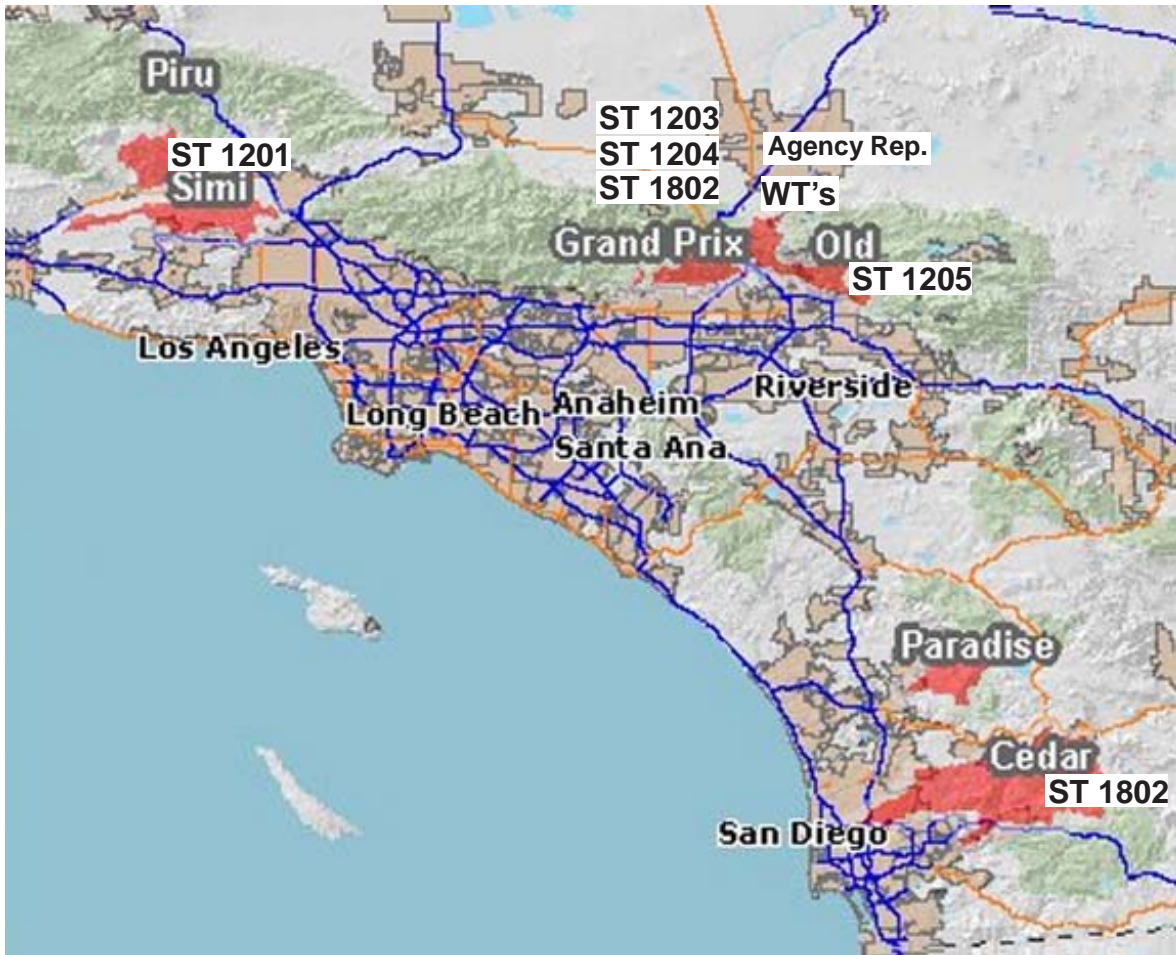 Piru
ST 1203
ST 1204
ST 1802
Agency Rep.
ST 1201
Simi
WT's
Grand Prix
Old
ST 1205
Los Angeles
Long Beach
Anaheim
Riverside
Santa Ana
Paradise
Cedar
ST 1802
San Diego